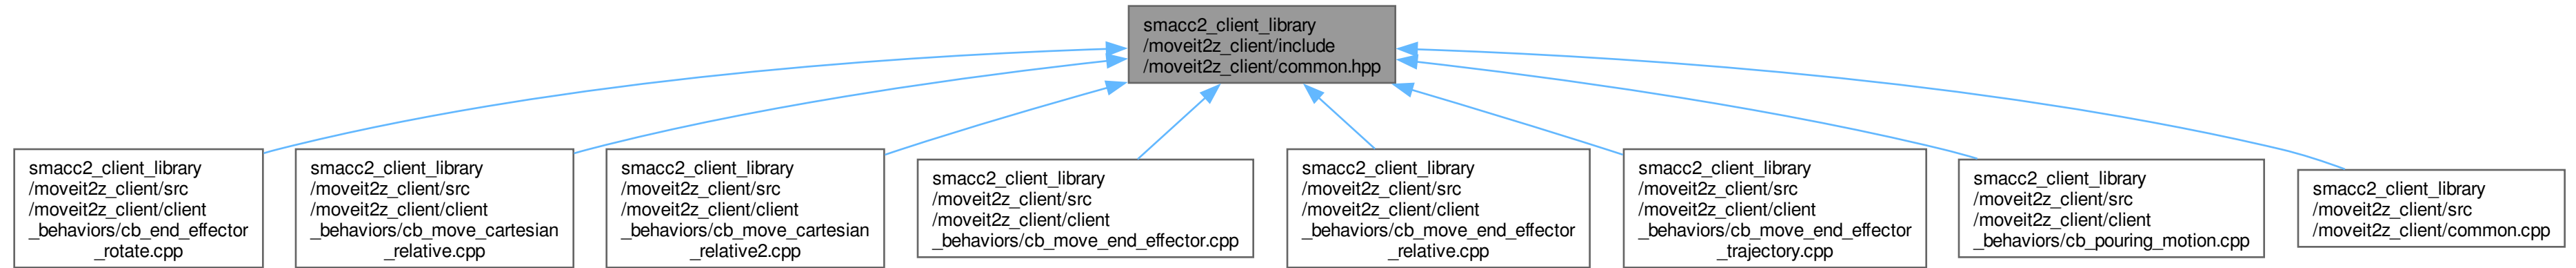 smacc2_client_library
/moveit2z_client/include
/moveit2z_client/common.hpp
smacc2_client_library
/moveit2z_client/src
/moveit2z_client/client
_behaviors/cb_end_effector
_rotate.cpp
smacc2_client_library
/moveit2z_client/src
/moveit2z_client/client
_behaviors/cb_move_cartesian
_relative.cpp
smacc2_client_library
/moveit2z_client/src
/moveit2z_client/client
_behaviors/cb_move_cartesian
_relative2.cpp
smacc2_client_library
/moveit2z_client/src
/moveit2z_client/client
_behaviors/cb_move_end_effector.cpp
smacc2_client_library
/moveit2z_client/src
/moveit2z_client/client
_behaviors/cb_move_end_effector
_relative.cpp
smacc2_client_library
/moveit2z_client/src
/moveit2z_client/client
_behaviors/cb_move_end_effector
_trajectory.cpp
smacc2_client_library
/moveit2z_client/src
/moveit2z_client/client
_behaviors/cb_pouring_motion.cpp
smacc2_client_library
/moveit2z_client/src
/moveit2z_client/common.cpp